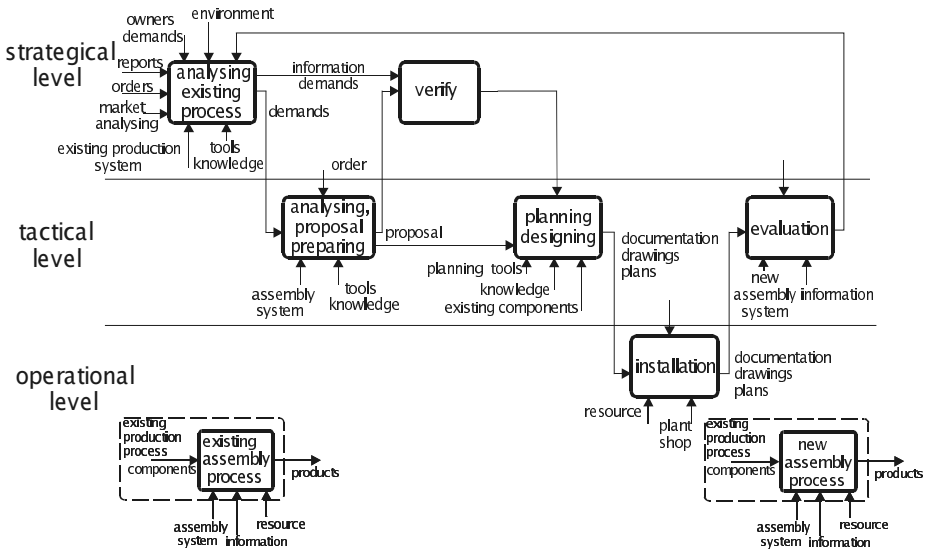 owners
demands
environment
strategical
level
reports
orders
market
analysing
analysing
existing
process
information
demands
demands
verify
existing production
system
tools
knowledge
order
tactical
level
analysing,
proposal
preparing
proposal
assembly
system
tools
knowledge
planning
designing
planning tools
knowledge
existing components
documentation
drawings
plans
evaluation
new
assembly information
system
operational
level
installation
documentation
drawings
plans
resource
plant
shop
existing
production
process
components
existing
assembly
process
products
assembly
system
information
resource
existing
production
process
components
new
assembly
process
products
assembly
system
information
resource